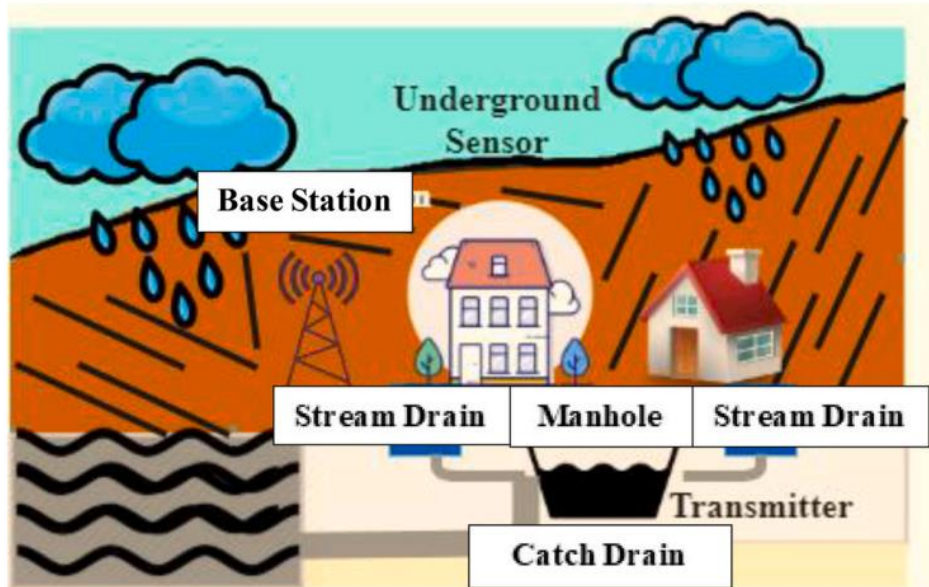 Underground
Sensor
Base Station
Stream Drain
Manhole
Stream Drain
Transmitter
Catch Drain